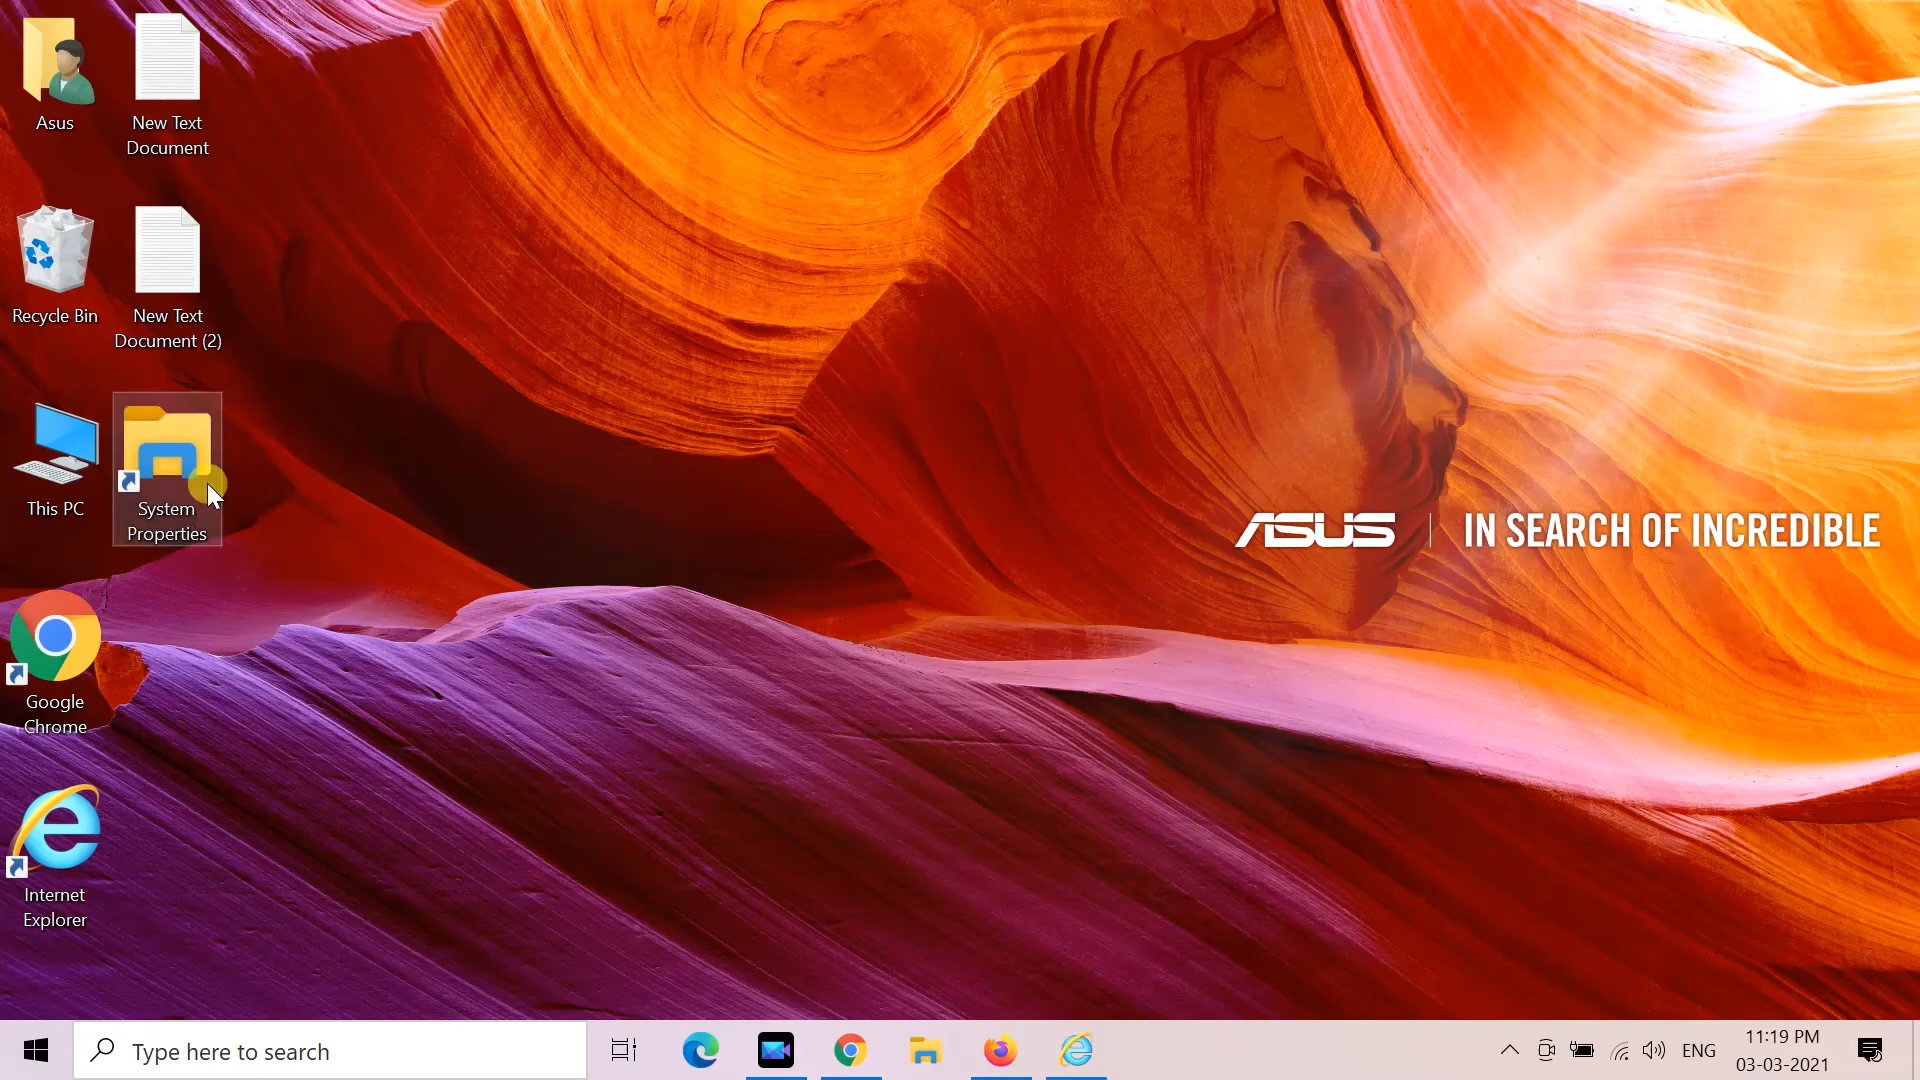 Asus
New Text
Document
Recycle Bin
New Text
Document (2)
This PC
System
Properties
ASUS
IN SEARCH OF INCREDIBLE
Google
Chrome
Internet
Explorer
Type here to search
ENG
11:19 PM
03-03-2021